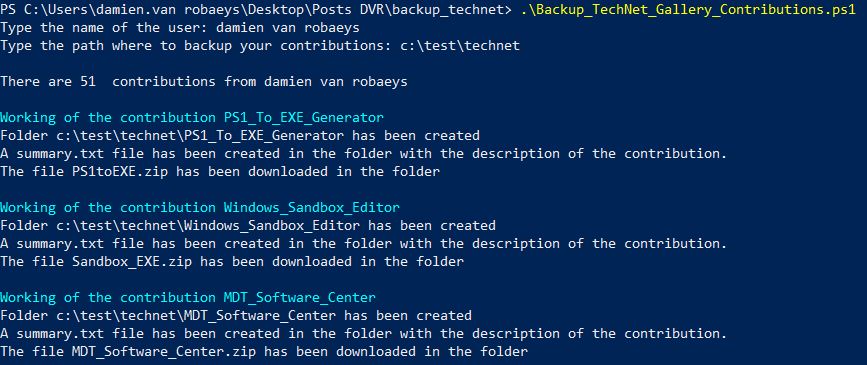 PS C:\Users\damien.van robaeys\Desktop\Posts DVR\backup_technet> .\Backup_TechNet_Gallery_Contributions.ps1
Type the name of the user: damien van robaeys
Type the path where to backup your contributions: c:\test\technet
There are 51  contributions from damien van robaeys
Working of the contribution PS1_To_EXE_Generator
Folder c:\test\technet\PS1_To_EXE_Generator has been created
A summary.txt file has been created in the folder with the description of the contribution.
The file PS1toEXE.zip has been downloaded in the folder
Working of the contribution Windows_Sandbox_Editor
Folder c:\test\technet\Windows_Sandbox_Editor has been created
A summary.txt file has been created in the folder with the description of the contribution.
The file Sandbox_EXE.zip has been downloaded in the folder
Working of the contribution MDT_Software_Center
Folder c:\test\technet\MDT_Software_Center has been created
A summary.txt file has been created in the folder with the description of the contribution.
The file MDT_Software_Center.zip has been downloaded in the folder